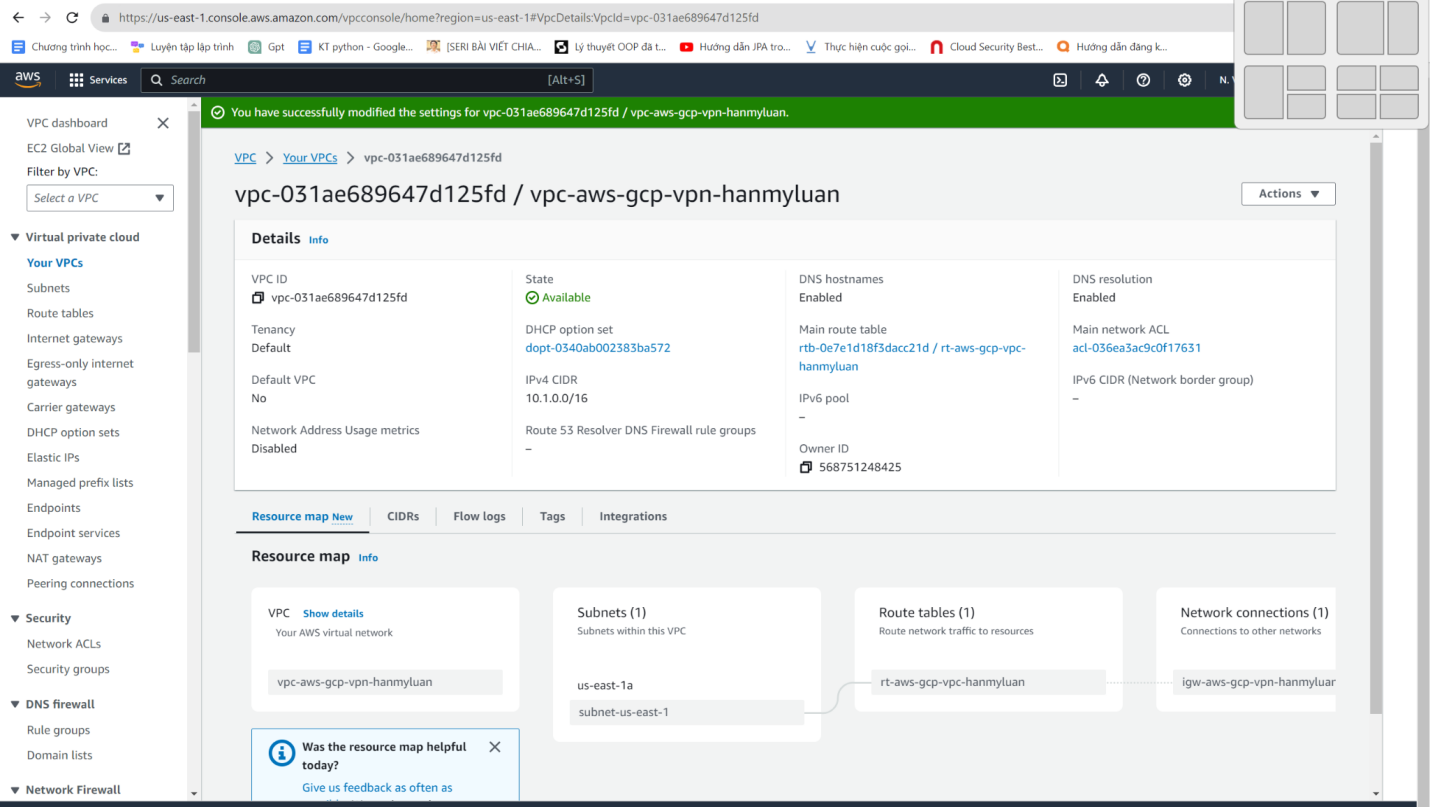 https://us-east-1.console.aws.amazon.com/vpcconsole/home?region=us-east-1#VpcDetails:VpcId=vpc-031ae689647d125fd
Chương trình học... Luyện tập lập trình Gpt KT python - Google... [SERI BÀI VIẾT CHIA... Lý thuyết OOP đã t... Hướng dẫn JPA tro... Thực hiện cuộc gọi... Cloud Security Best... Hướng dẫn đăng k...
aws Services Search [Alt+S] N.
You have successfully modified the settings for vpc-031ae689647d125fd / vpc-aws-gcp-vpn-hanmyluan.
VPC dashboard
EC2 Global View
Filter by VPC:
Select a VPC
Virtual private cloud
Your VPCs
Subnets
Route tables
Internet gateways
Egress-only internet
gateways
Carrier gateways
DHCP option sets
Elastic IPs
Managed prefix lists
Endpoints
Endpoint services
NAT gateways
Peering connections
Security
Network ACLs
Security groups
DNS firewall
Rule groups
Domain lists
Network Firewall
VPC Your VPCs vpc-031ae689647d125fd
vpc-031ae689647d125fd / vpc-aws-gcp-vpn-hanmyluan
Actions
Details Info
VPC ID
vpc-031ae689647d125fd
Tenancy
Default
Default VPC
No
Network Address Usage metrics
Disabled
State
Available
DHCP option set
dopt-0340ab002383ba572
IPv4 CIDR
10.1.0.0/16
Route 53 Resolver DNS Firewall rule groups
–
DNS hostnames
Enabled
Main route table
rtb-0e7e1d18f3dacc21d / rt-aws-gcp-vpc-
hanmyluan
IPv6 pool
–
Owner ID
568751248425
DNS resolution
Enabled
Main network ACL
acl-036ea3ac9c0f17631
IPv6 CIDR (Network border group)
–
Resource map New CIDRs Flow logs Tags Integrations
Resource map Info
VPC Show details
Your AWS virtual network
vpc-aws-gcp-vpn-hanmyluan
Subnets (1)
Subnets within this VPC
us-east-1a
subnet-us-east-1
Route tables (1)
Route network traffic to resources
rt-aws-gcp-vpc-hanmyluan
Network connections (1)
Connections to other networks
igw-aws-gcp-vpn-hanmyluan
Was the resource map helpful
today?
Give us feedback as often as